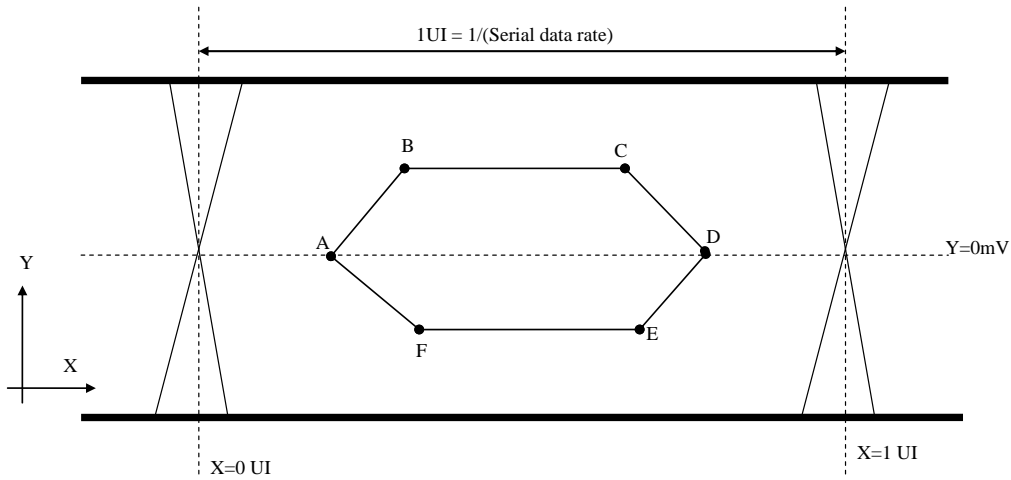 1UI = 1/(Serial data rate)
B
C
A
D
Y=0mV
Y
F
E
X
X=0 UI
X=1 UI